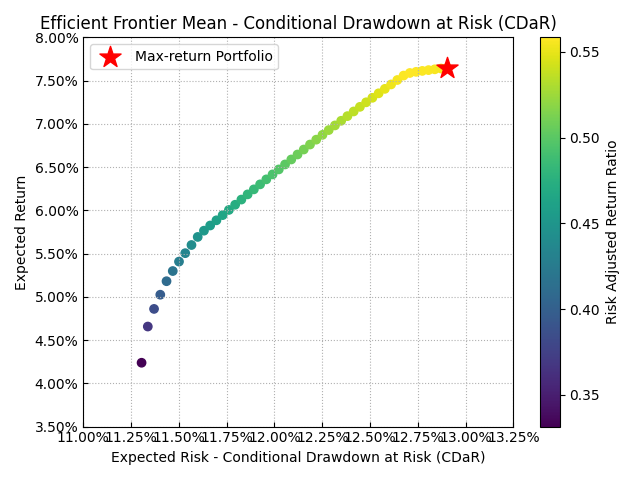 Efficient Frontier Mean - Conditional Drawdown at Risk (CDaR)
Max-return Portfolio
8.00%
7.50%
7.00%
6.50%
6.00%
5.50%
5.00%
4.50%
4.00%
3.50%
Expected Return
11.00% 11.25% 11.50% 11.75% 12.00% 12.25% 12.50% 12.75% 13.00% 13.25%
Expected Risk - Conditional Drawdown at Risk (CDaR)
0.55
0.50
0.45
0.40
0.35
Risk Adjusted Return Ratio